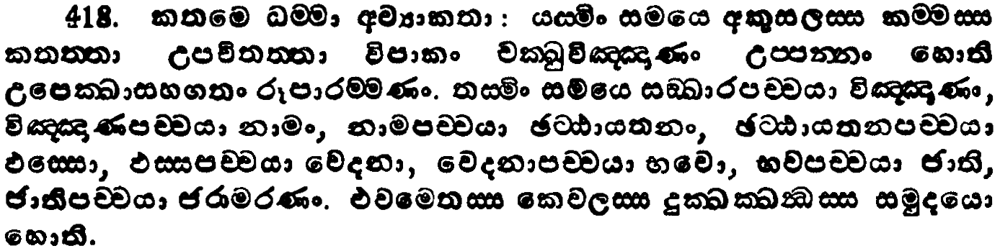 418. කතමෙ ධම්මා අව්‍යාකතා: යස්මිං සමයෙ අකුසලස්ස කම්මස්ස
කතත්තා උපචිතත්තා විපාකං චක්ඛුවිඤ්ඤාණං උප්පන්නං හොති
උපෙක්ඛාසහගතං රූපාරම්මණං. තස්මිං සමයෙ සඞ්ඛාරපච්චයා විඤ්ඤාණං,
විඤ්ඤාණපච්චයා නාමං, නාමපච්චයා ඡට්ඨායතනං, ඡට්ඨායතනපච්චයා
ඵස්සො, ඵස්සපච්චයා වේදනා, වෙදනාපච්චයා භවො, භවපච්චයා ජාති,
ජාතිපච්චයා ජරාමරණං. එවමෙතස්ස කෙවලස්ස දුක්ඛක්ඛන්ධස්ස සමුදයො
හොති.